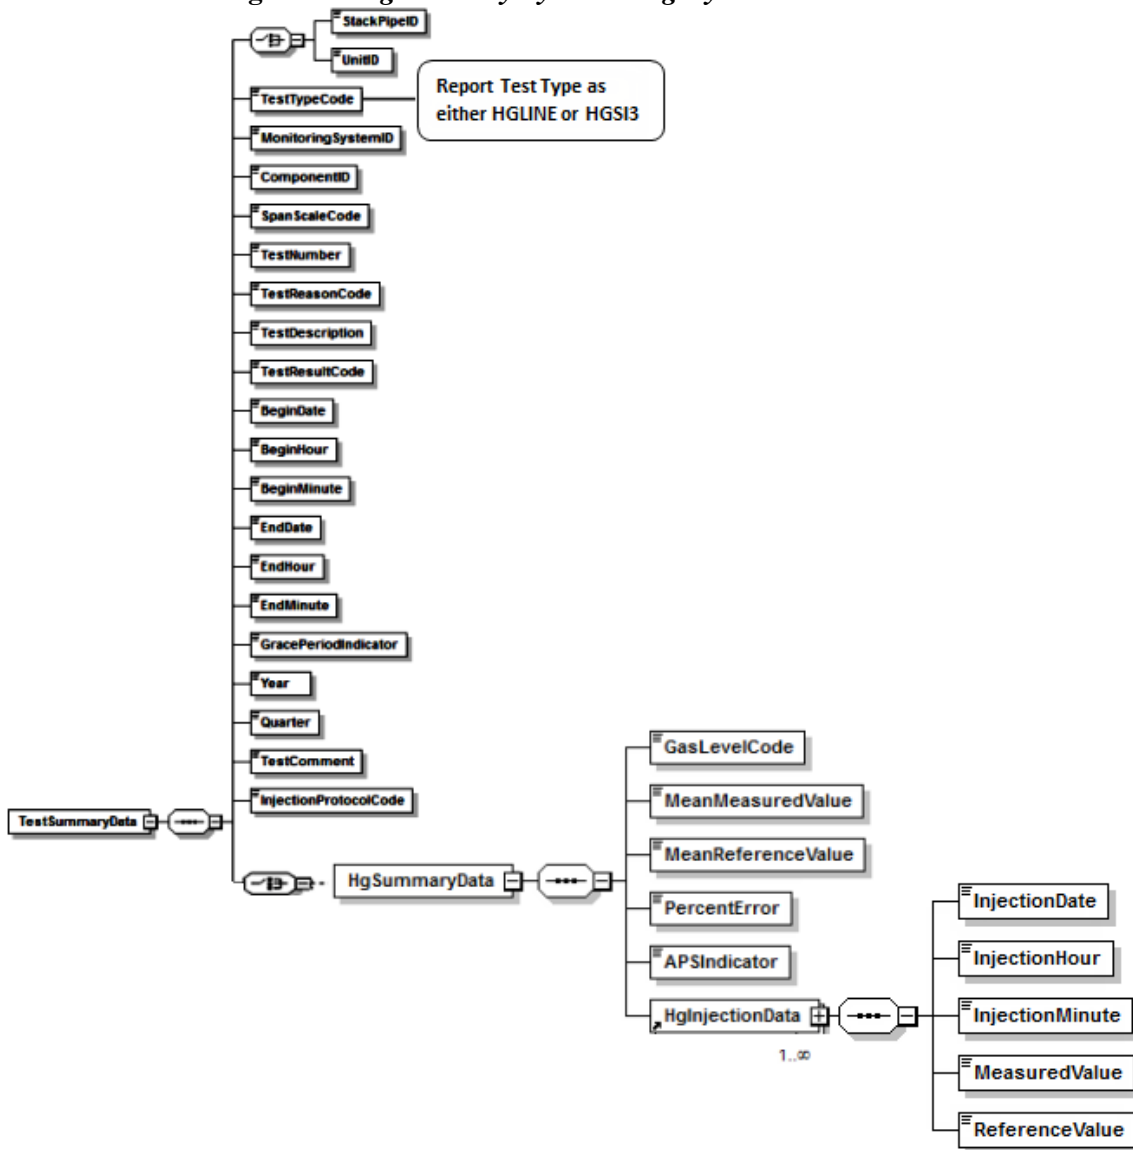 StackPipeID
UnitID
TestTypeCode
Report Test Type as
either HGLINE or HGSI3
MonitoringSystemID
ComponentID
SpanScaleCode
TestNumber
TestReasonCode
TestDescription
TestResultCode
BeginDate
BeginHour
BeginMinute
EndDate
EndHour
EndMinute
GracePeriodIndicator
Year
Quarter
TestComment
InjectionProtocolCode
TestSummaryData
HgSummaryData
GasLevelCode
MeanMeasuredValue
MeanReferenceValue
PercentError
APSIndicator
HgInjectionData
1..∞
InjectionDate
InjectionHour
InjectionMinute
MeasuredValue
ReferenceValue